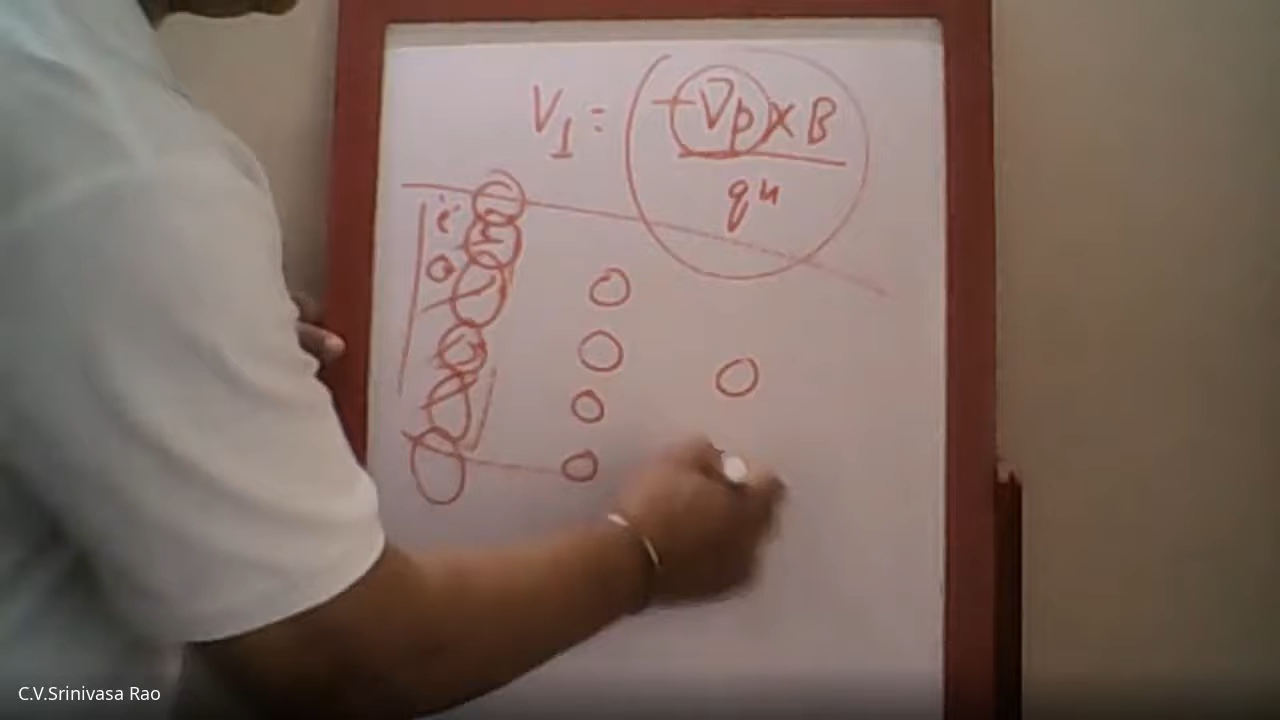 V⊥ = (-∇p × B
qn
C.V.Srinivasa Rao